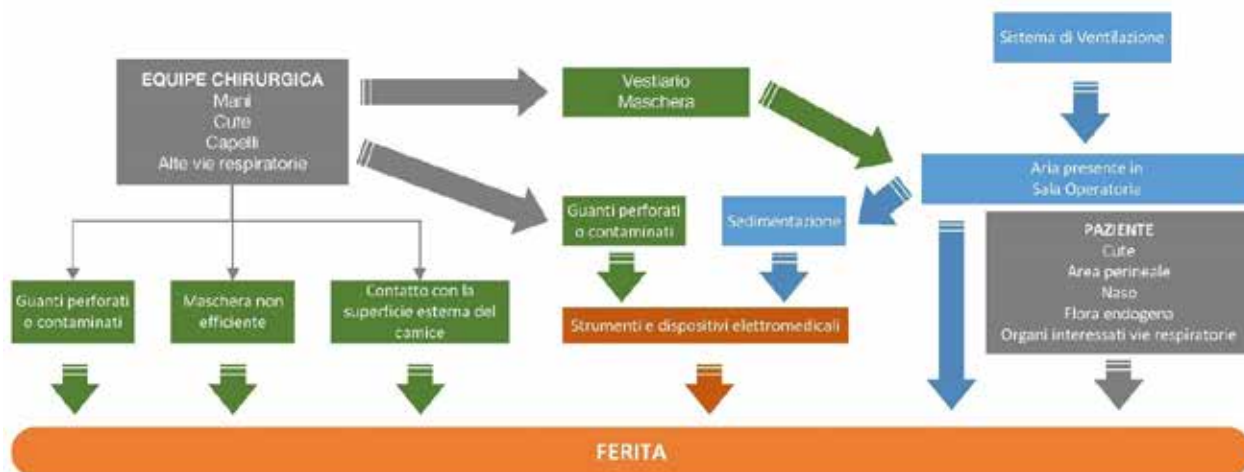 Sistema di Ventilazione
EQUIPE CHIRURGICA
Mani
Cute
Capelli
Alte vie respiratorie
Vestiario
Maschera
Aria presente in
Sala Operatoria
Guanti perforati
o contaminati
Sedimentazione
PAZIENTE
Cute
Area perineale
Naso
Flora endogena
Organi interessati vie respiratorie
Guanti perforati
o contaminati
Maschera non
efficiente
Contatto con la
superficie esterna del
camice
Strumenti e dispositivi elettromedicali
FERITA